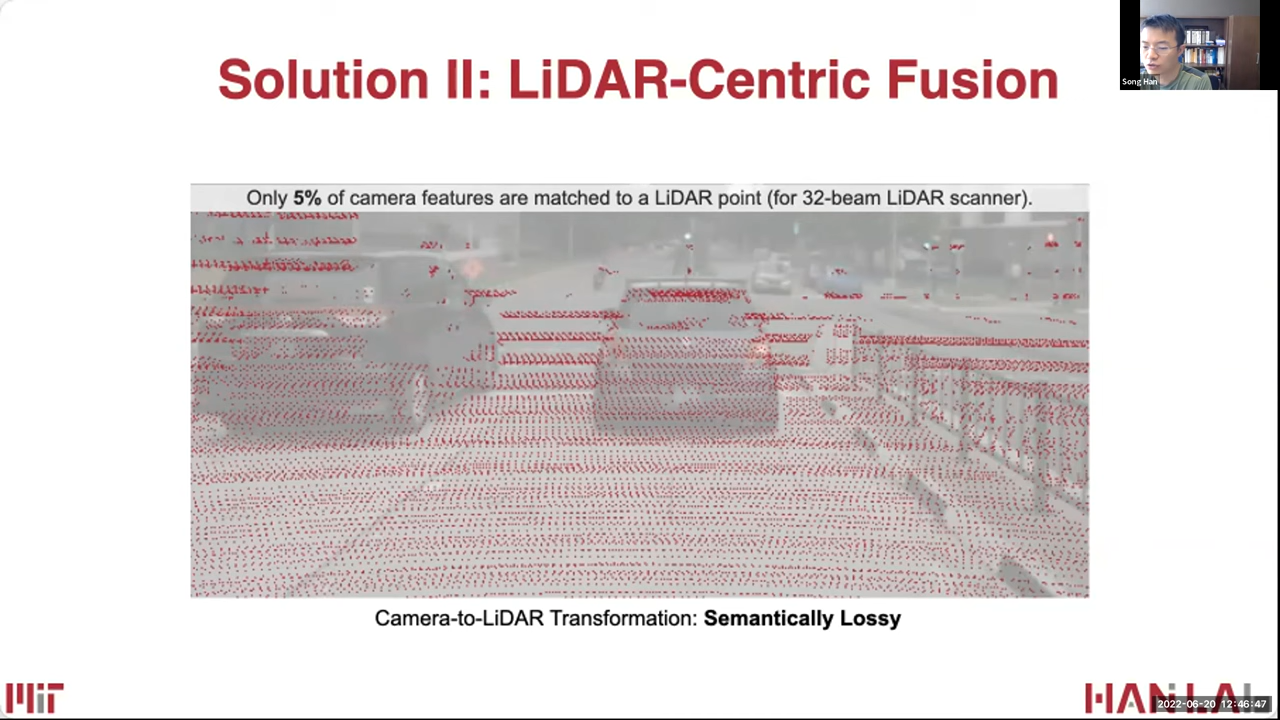 Solution II: LiDAR-Centric Fusion
Song Han
Only 5% of camera features are matched to a LiDAR point (for 32-beam LiDAR scanner).
Camera-to-LiDAR Transformation: Semantically Lossy
MIT
HAN LAB
2022-06-20 12:46:47